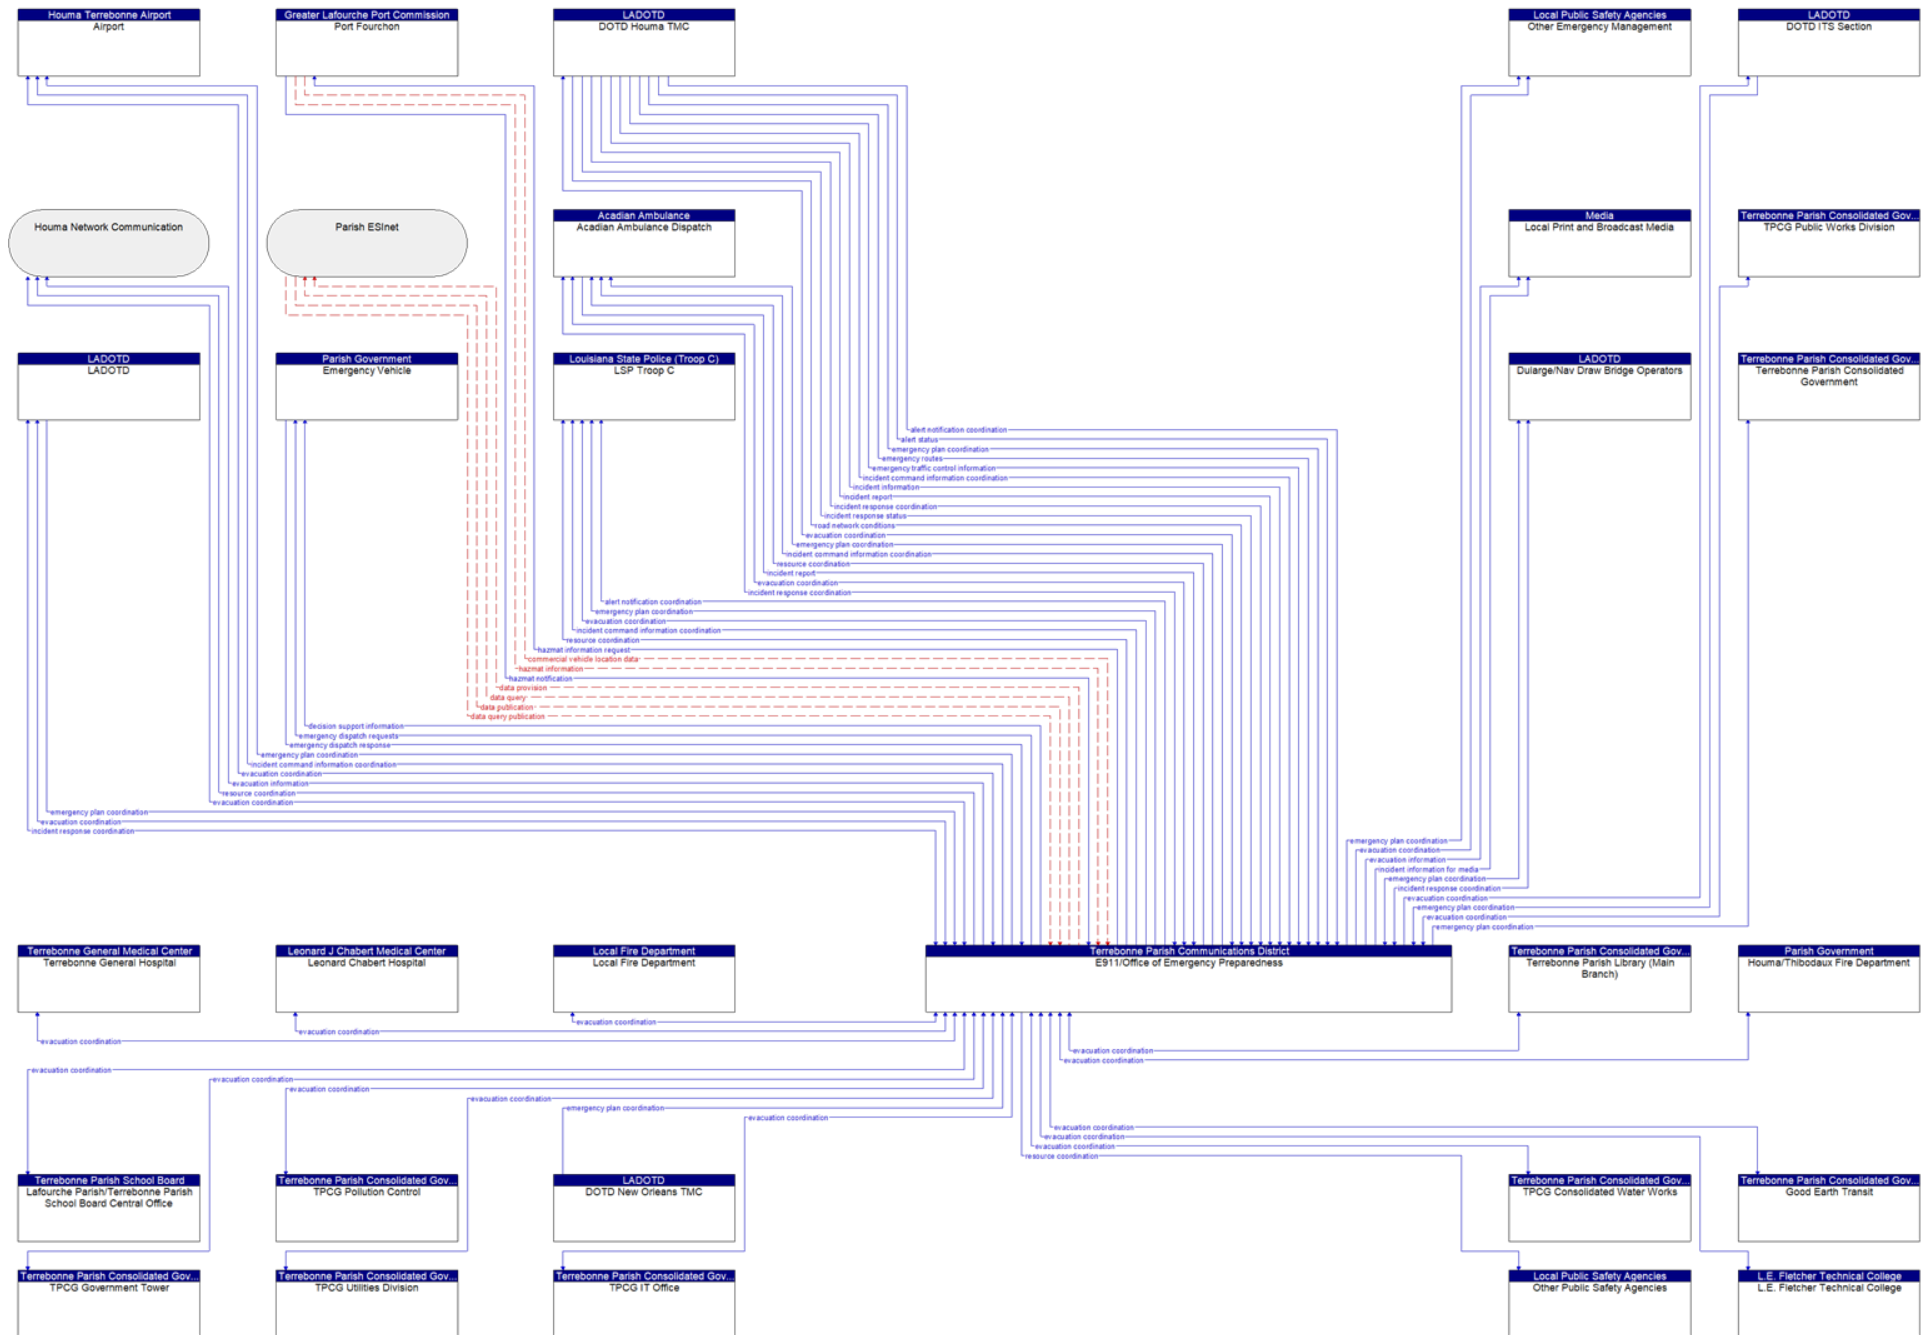 Houma Terrebonne Airport
Airport
Greater Lafourche Port Commission
Port Fourchon
LADOTD
DOTD Houma TMC
Local Public Safety Agencies
Other Emergency Management
LADOTD
DOTD ITS Section
Houma Network Communication
Parish ESInet
Acadian Ambulance
Acadian Ambulance Dispatch
Media
Local Print and Broadcast Media
Terrebonne Parish Consolidated Gov...
TPCG Public Works Division
LADOTD
LADOTD
Parish Government
Emergency Vehicle
Louisiana State Police (Troop C)
LSP Troop C
LADOTD
Dularge/Nav Draw Bridge Operators
Terrebonne Parish Consolidated Gov...
Terrebonne Parish Consolidated
Government
alert notification coordination
alert status
emergency plan coordination
emergency routes
emergency traffic control information
incident command information coordination
incident information
incident report
incident response coordination
incident response status
road network conditions
evacuation coordination
emergency plan coordination
incident command information coordination
resource coordination
incident report
evacuation coordination
incident response coordination
alert notification coordination
emergency plan coordination
evacuation coordination
incident command information coordination
resource coordination
hazmat information request
commercial vehicle location data
hazmat information
hazmat notification
data provision
data query
data publication
data query publication
decision support information
emergency dispatch requests
emergency dispatch response
emergency plan coordination
incident command information coordination
evacuation coordination
evacuation information
resource coordination
evacuation coordination
emergency plan coordination
evacuation coordination
incident response coordination
emergency plan coordination
evacuation coordination
evacuation information
incident information for media
emergency plan coordination
incident response coordination
evacuation coordination
emergency plan coordination
evacuation coordination
emergency plan coordination
Terrebonne General Medical Center
Terrebonne General Hospital
Leonard J Chabert Medical Center
Leonard Chabert Hospital
Local Fire Department
Local Fire Department
Terrebonne Parish Communications District
E911/Office of Emergency Preparedness
Terrebonne Parish Consolidated Gov...
Terrebonne Parish Library (Main
Branch)
Parish Government
Houma/Thibodaux Fire Department
evacuation coordination
evacuation coordination
evacuation coordination
evacuation coordination
evacuation coordination
evacuation coordination
evacuation coordination
evacuation coordination
evacuation coordination
emergency plan coordination
evacuation coordination
evacuation coordination
evacuation coordination
evacuation coordination
resource coordination
Terrebonne Parish School Board
Lafourche Parish/Terrebonne Parish
School Board Central Office
Terrebonne Parish Consolidated Gov...
TPCG Pollution Control
LADOTD
DOTD New Orleans TMC
Terrebonne Parish Consolidated Gov...
TPCG Consolidated Water Works
Terrebonne Parish Consolidated Gov...
Good Earth Transit
Terrebonne Parish Consolidated Gov...
TPCG Government Tower
Terrebonne Parish Consolidated Gov...
TPCG Utilities Division
Terrebonne Parish Consolidated Gov...
TPCG IT Office
Local Public Safety Agencies
Other Public Safety Agencies
L.E. Fletcher Technical College
L.E. Fletcher Technical College